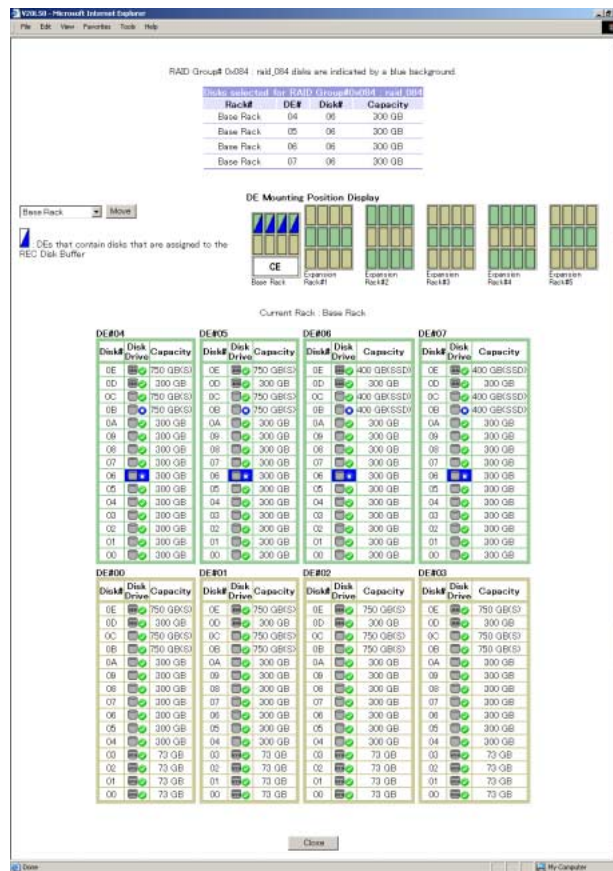 V20L50 - Microsoft Internet Explorer
File Edit View Favorites Tools Help
RAID Group# 0x084 : raid_084 disks are indicated by a blue background.
Disks selected for RAID Group#0x084 : raid_084
Rack# DE# Disk# Capacity
Base Rack 04 06 300 GB
Base Rack 05 06 300 GB
Base Rack 06 06 300 GB
Base Rack 07 06 300 GB
DE Mounting Position Display
Base Rack Move
: DEs that contain disks that are assigned to the
REC Disk Buffer
CE
Base Rack
Expansion Rack#1
Expansion Rack#2
Expansion Rack#3
Expansion Rack#4
Expansion Rack#5
Current Rack : Base Rack
DE#04 DE#05 DE#06 DE#07
Disk# Disk Drive Capacity Disk# Disk Drive Capacity Disk# Disk Drive Capacity Disk# Disk Drive Capacity
0E 750 GB(S) 0E 750 GB(S) 0E 400 GB(SSD) 0E 400 GB(SSD)
0D 300 GB 0D 300 GB 0D 300 GB 0D 300 GB
0C 750 GB(S) 0C 750 GB(S) 0C 400 GB(SSD) 0C 400 GB(SSD)
0B 750 GB(S) 0B 750 GB(S) 0B 400 GB(SSD) 0B 400 GB(SSD)
0A 300 GB 0A 300 GB 0A 300 GB 0A 300 GB
09 300 GB 09 300 GB 09 300 GB 09 300 GB
08 300 GB 08 300 GB 08 300 GB 08 300 GB
07 300 GB 07 300 GB 07 300 GB 07 300 GB
06 300 GB 06 300 GB 06 300 GB 06 300 GB
05 300 GB 05 300 GB 05 300 GB 05 300 GB
04 300 GB 04 300 GB 04 300 GB 04 300 GB
03 300 GB 03 300 GB 03 300 GB 03 300 GB
02 300 GB 02 300 GB 02 300 GB 02 300 GB
01 300 GB 01 300 GB 01 300 GB 01 300 GB
00 300 GB 00 300 GB 00 300 GB 00 300 GB
DE#00 DE#01 DE#02 DE#03
Disk# Disk Drive Capacity Disk# Disk Drive Capacity Disk# Disk Drive Capacity Disk# Disk Drive Capacity
0E 750 GB(S) 0E 750 GB(S) 0E 750 GB(S) 0E 750 GB(S)
0D 300 GB 0D 300 GB 0D 300 GB 0D 300 GB
0C 750 GB(S) 0C 750 GB(S) 0C 750 GB(S) 0C 750 GB(S)
0B 750 GB(S) 0B 750 GB(S) 0B 750 GB(S) 0B 750 GB(S)
0A 300 GB 0A 300 GB 0A 300 GB 0A 300 GB
09 300 GB 09 300 GB 09 300 GB 09 300 GB
08 300 GB 08 300 GB 08 300 GB 08 300 GB
07 300 GB 07 300 GB 07 300 GB 07 300 GB
06 300 GB 06 300 GB 06 300 GB 06 300 GB
05 300 GB 05 300 GB 05 300 GB 05 300 GB
04 300 GB 04 300 GB 04 300 GB 04 300 GB
03 73 GB 03 73 GB 03 73 GB 03 73 GB
02 73 GB 02 73 GB 02 73 GB 02 73 GB
01 73 GB 01 73 GB 01 73 GB 01 73 GB
00 73 GB 00 73 GB 00 73 GB 00 73 GB
Close
Done My Computer